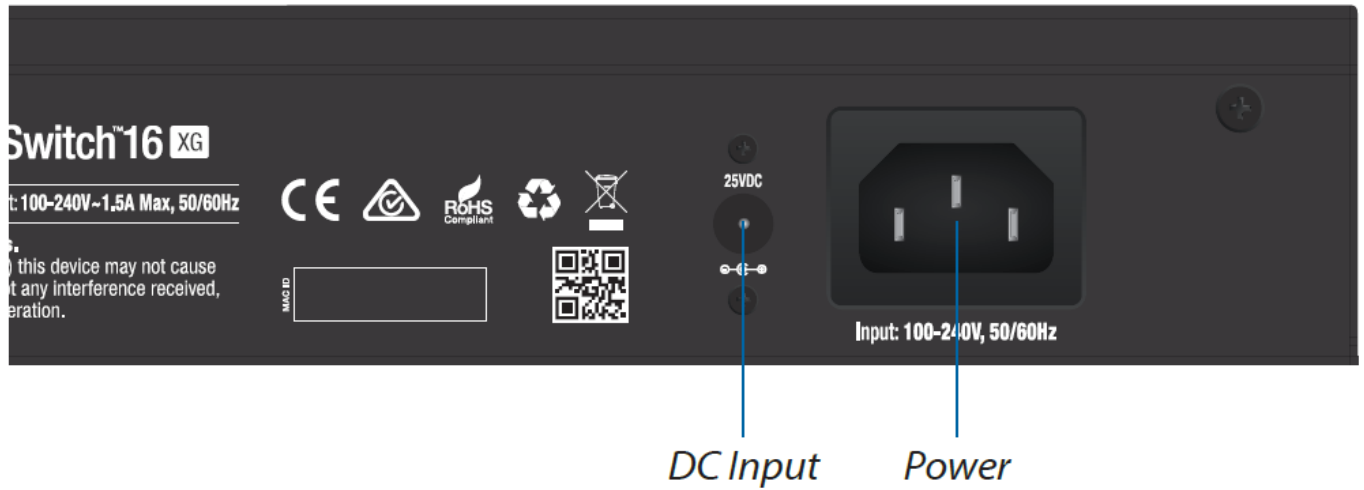 Switch™16 XG
t: 100-240V~1.5A Max, 50/60Hz
s.
) this device may not cause
t any interference received,
eration.
CE
RoHS
Compliant
MAC ID
25VDC
Input: 100-240V, 50/60Hz
DC Input
Power